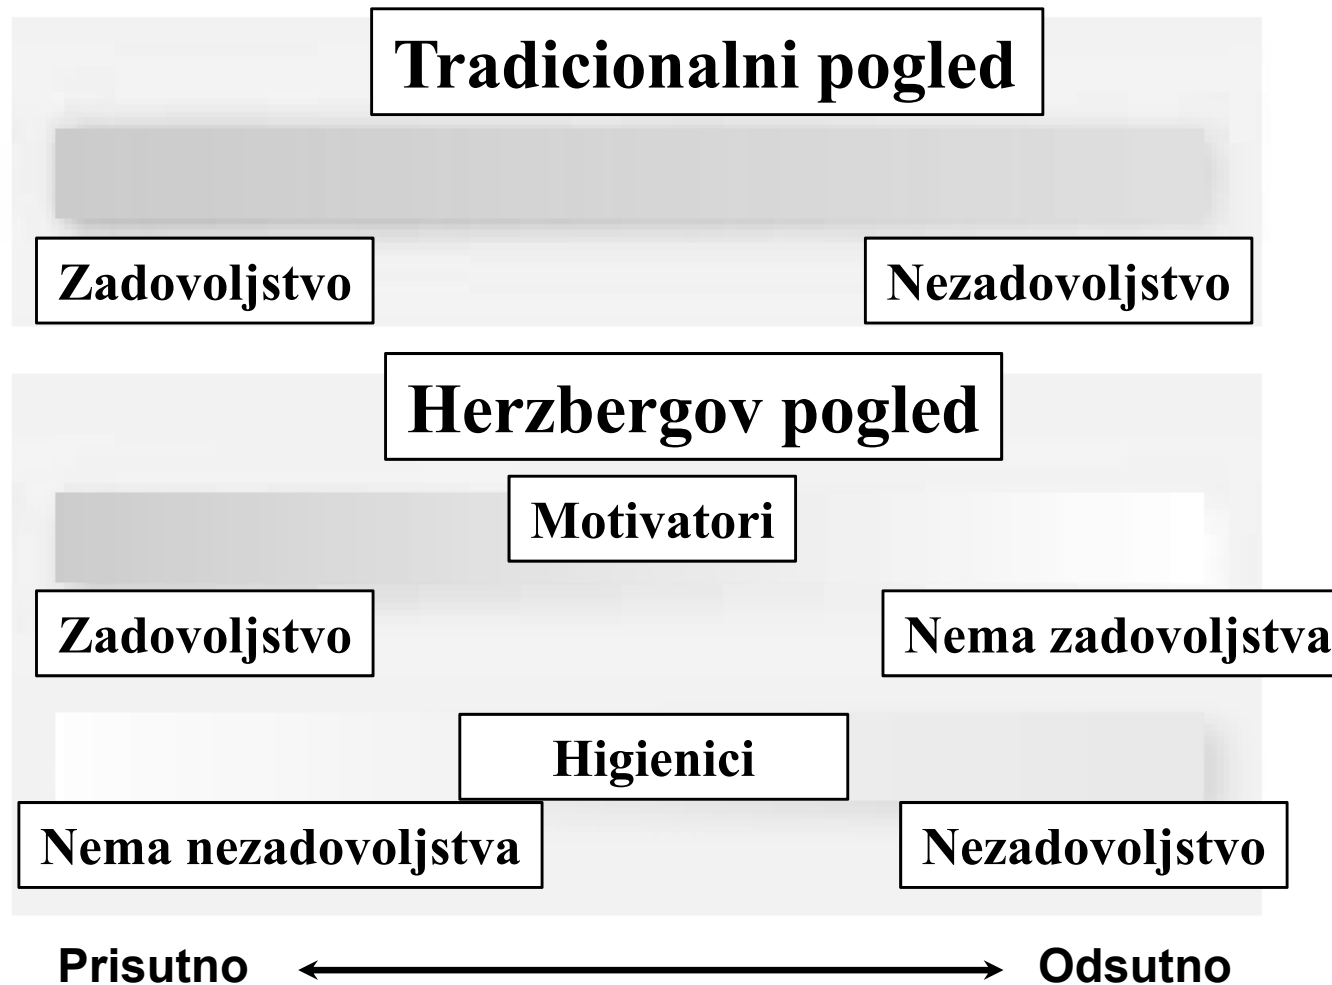 Tradicionalni pogled
Zadovoljstvo Nezadovoljstvo
Herzbergov pogled
Motivatori
Zadovoljstvo Nema zadovoljstva
Higienici
Nema nezadovoljstva Nezadovoljstvo
Prisutno Odsutno